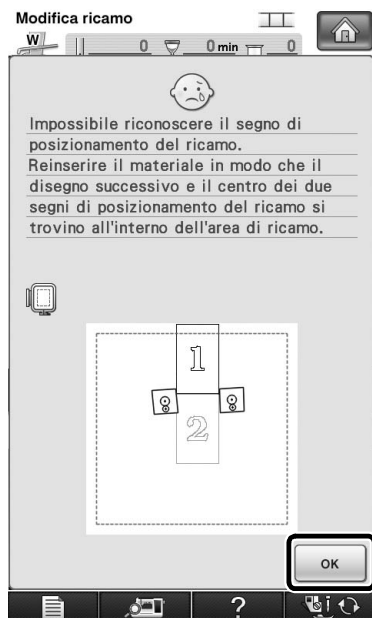 Modifica ricamo
W
0 0 min 0
Impossibile riconoscere il segno di
posizionamento del ricamo.
Reinserire il materiale in modo che il
disegno successivo e il centro dei due
segni di posizionamento del ricamo si
trovino all'interno dell'area di ricamo.
1
2
OK
?